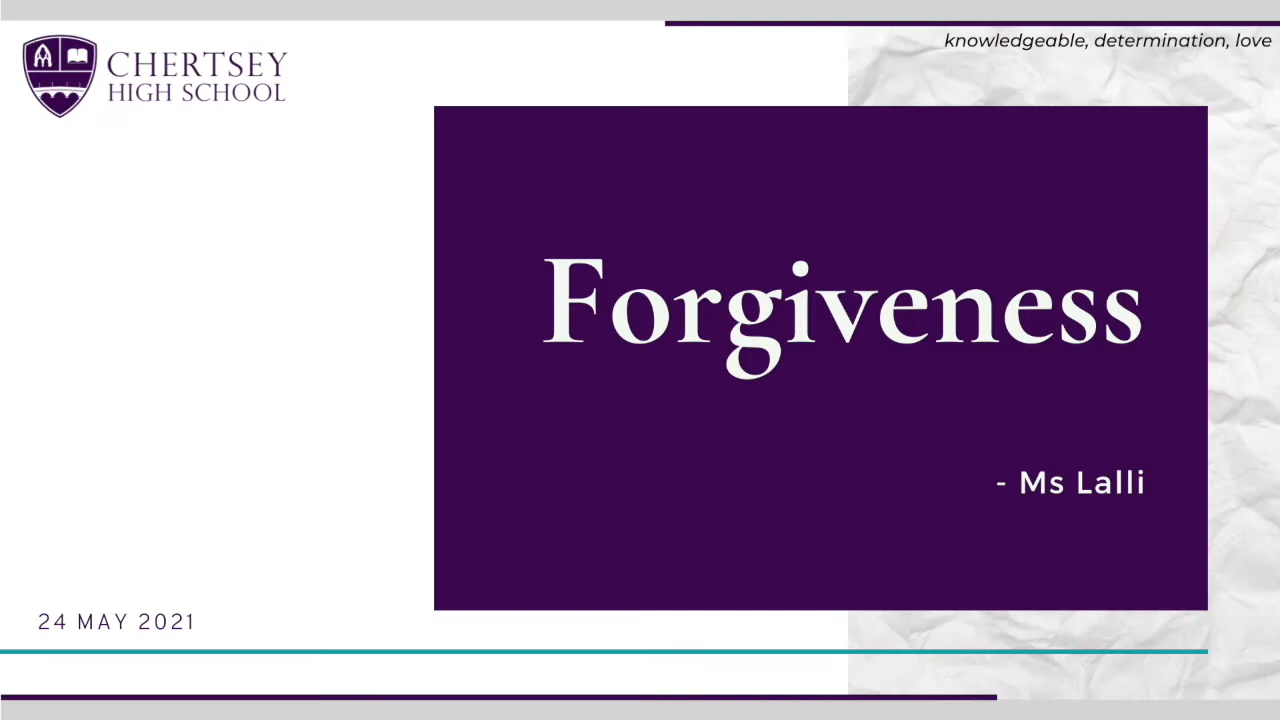 CHERTSEY
HIGH SCHOOL
knowledgeable, determination, love
Forgiveness
- Ms Lalli
24 MAY 2021